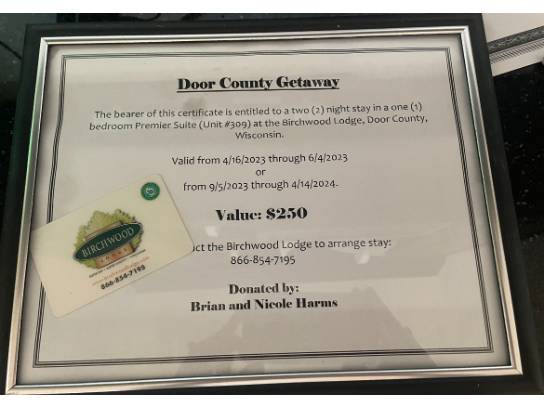 Door County Getaway
The bearer of this certificate is entitled to a two (2) night stay in a one (1)
bedroom Premier Suite (Unit #309) at the Birchwood Lodge, Door County,
Wisconsin.
Valid from 4/16/2023 through 6/4/2023
or
from 9/5/2023 through 4/14/2024.
Value: $250
the Birchwood Lodge to arrange stay:
866-854-7195
Donated by:
Brian and Nicole Harms
BIRCHWOOD
LODGE
866-854-7195